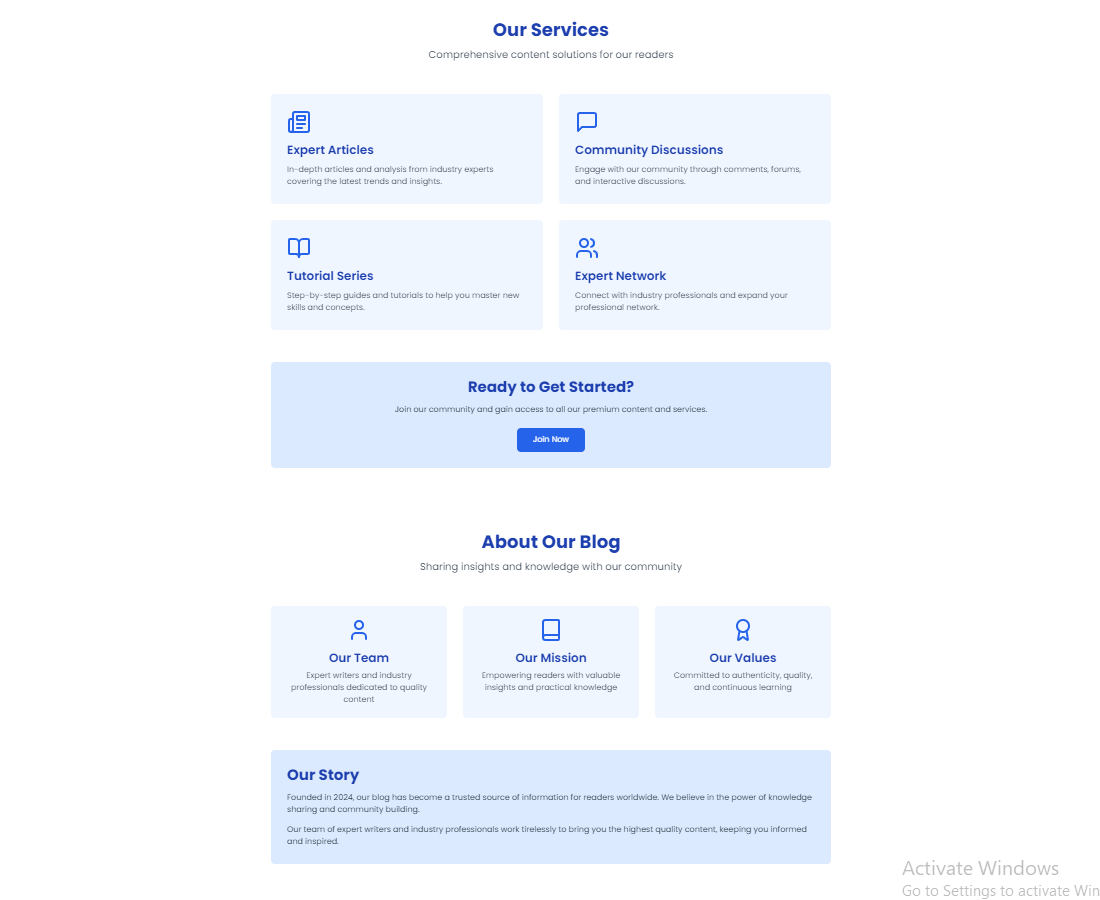 Our Services
Comprehensive content solutions for our readers
Expert Articles
In-depth articles and analysis from industry experts
covering the latest trends and insights.
Community Discussions
Engage with our community through comments, forums,
and interactive discussions.
Tutorial Series
Step-by-step guides and tutorials to help you master new
skills and concepts.
Expert Network
Connect with industry professionals and expand your
professional network.
Ready to Get Started?
Join our community and gain access to all our premium content and services.
Join Now
About Our Blog
Sharing insights and knowledge with our community
Our Team
Expert writers and industry
professionals dedicated to quality
content
Our Mission
Empowering readers with valuable
insights and practical knowledge
Our Values
Committed to authenticity, quality,
and continuous learning
Our Story
Founded in 2024, our blog has become a trusted source of information for readers worldwide. We believe in the power of knowledge
sharing and community building.
Our team of expert writers and industry professionals work tirelessly to bring you the highest quality content, keeping you informed
and inspired.
Activate Windows
Go to Settings to activate Win